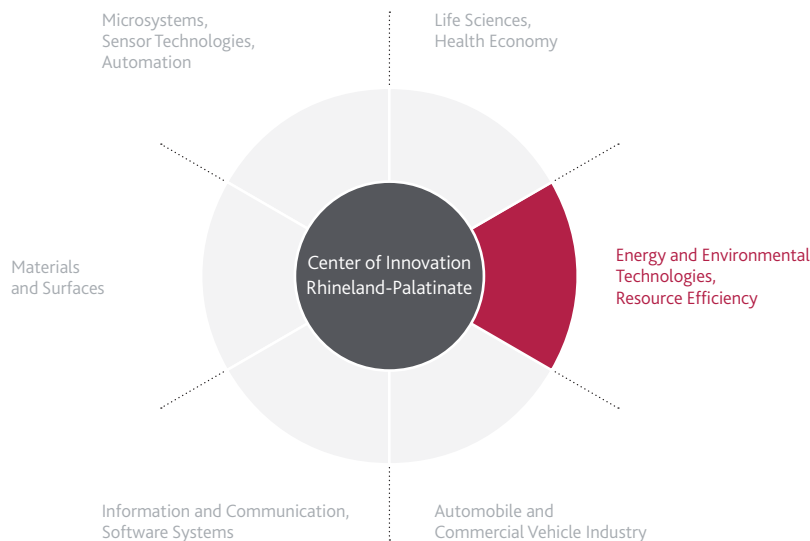 Microsystems,
Sensor Technologies,
Automation
Life Sciences,
Health Economy
Center of Innovation
Rhineland-Palatinate
Energy and Environmental
Technologies,
Resource Efficiency
Materials
and Surfaces
Information and Communication,
Software Systems
Automobile and
Commercial Vehicle Industry